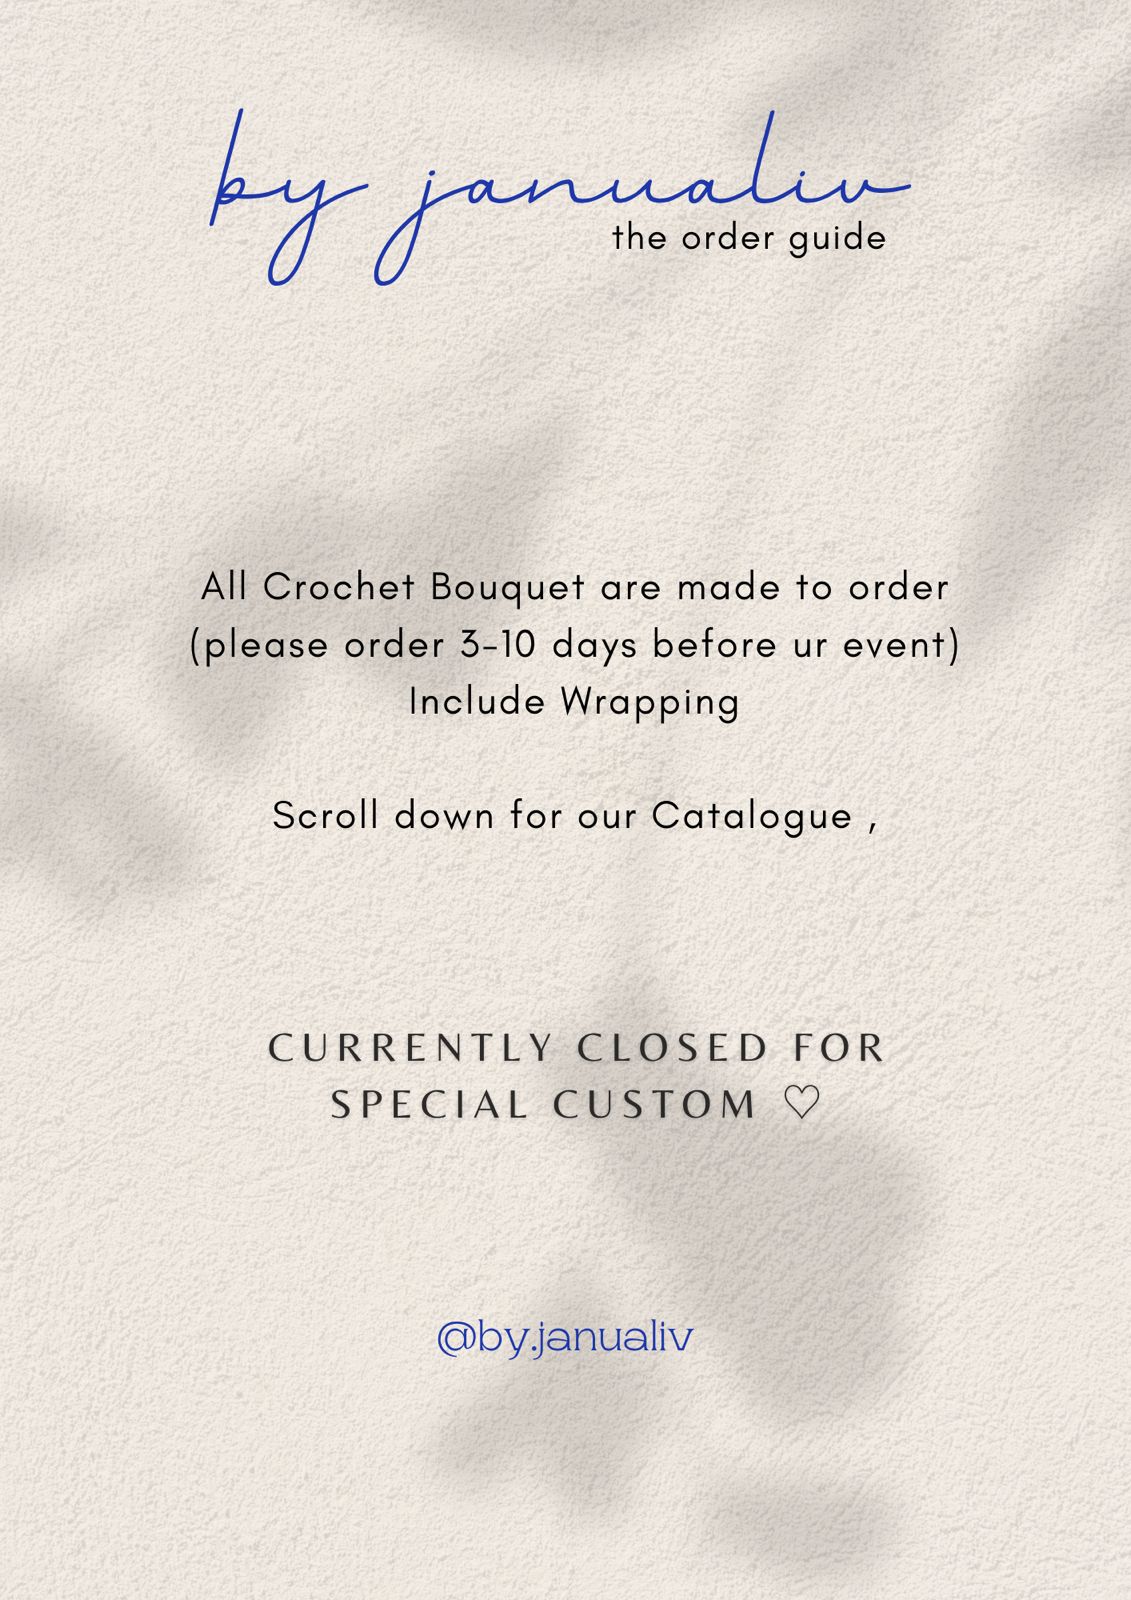 by janualiv
the order guide
All Crochet Bouquet are made to order
(please order 3-10 days before ur event)
Include Wrapping
Scroll down for our Catalogue ,
CURRENTLY CLOSED FOR
SPECIAL CUSTOM ♡
@by.janualiv